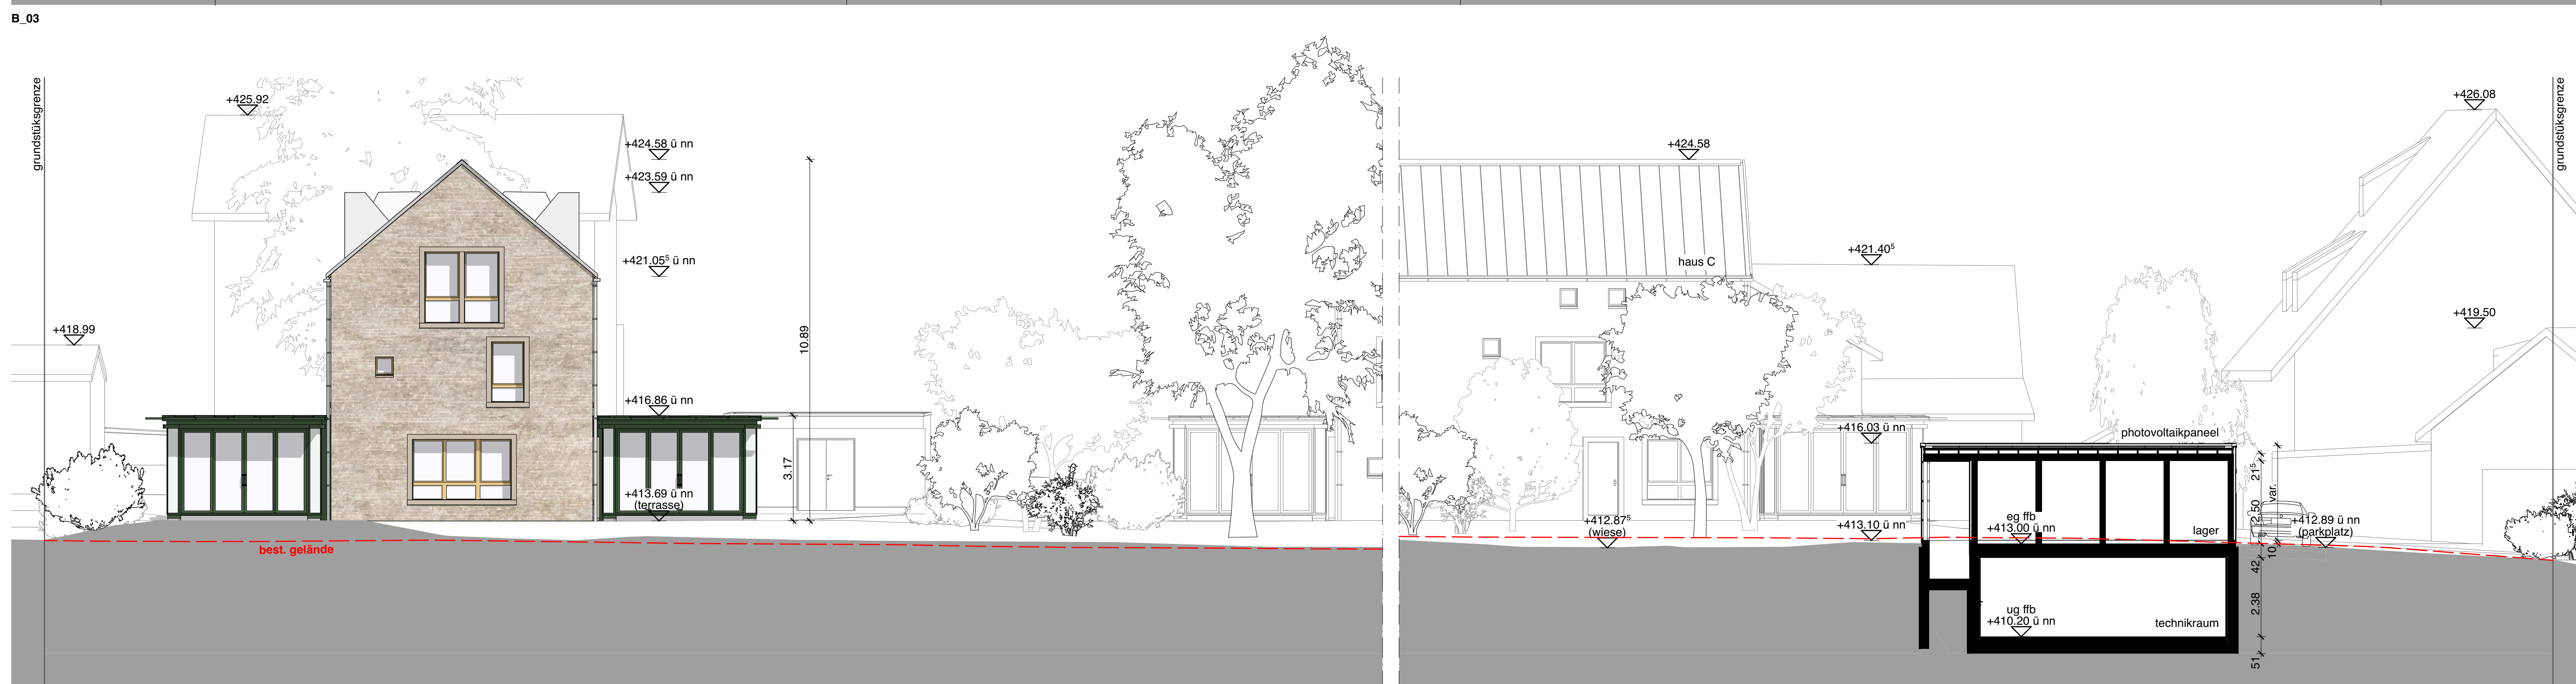 B_03
grundstüksgrenze
+425.92
+418.99
+424.58 ü nn
+423.59 ü nn
+421.05⁵ ü nn
+416.86 ü nn
+413.69 ü nn
(terrasse)
10.89
3.17
best. gelände
+424.58
haus C
+421.40⁵
+416.03 ü nn
+412.87⁵
(wiese)
+413.10 ü nn
photovoltaikpaneel
eg ffb
+413.00 ü nn
lager
ug ffb
+410.20 ü nn
technikraum
21⁵
2.50
var.
10
42
2.38
51
+412.89 ü nn
(parkplatz)
+426.08
+419.50
grundstüksgrenze